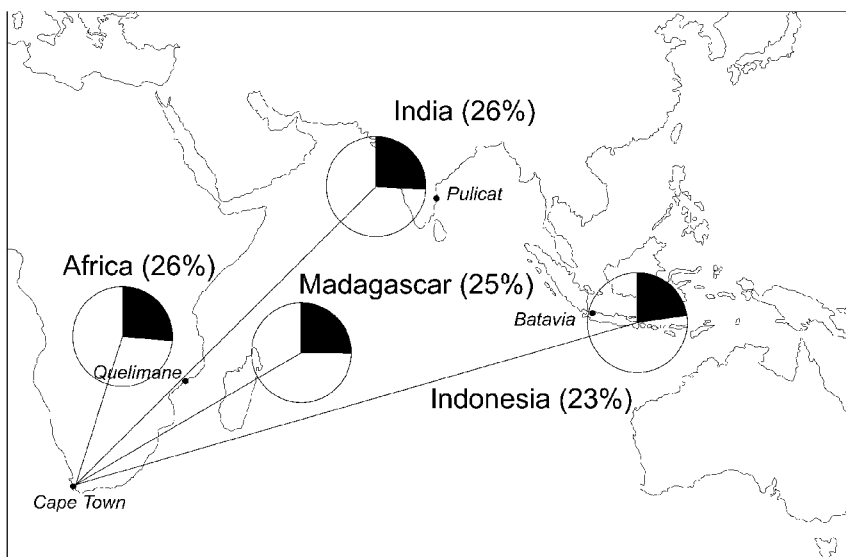 India (26%)
Pulicat
Africa (26%)
Madagascar (25%)
Batavia
Quelimane
Indonesia (23%)
Cape Town